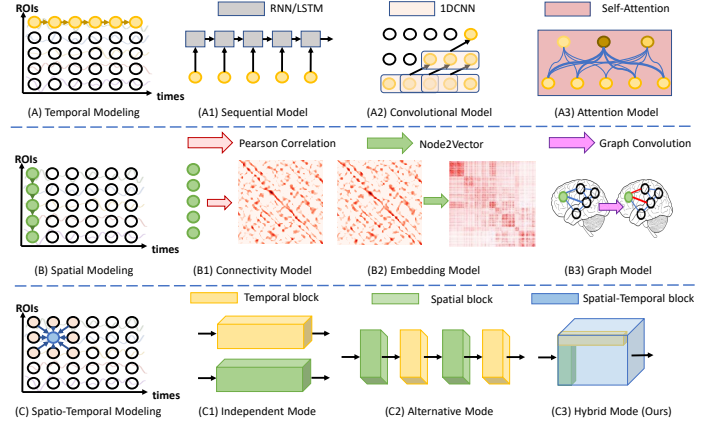 ROIs
RNN/LSTM
1DCNN
Self-Attention
times
(A) Temporal Modeling
(A1) Sequential Model
(A2) Convolutional Model
(A3) Attention Model
ROIs
Pearson Correlation
Node2Vector
Graph Convolution
times
(B) Spatial Modeling
(B1) Connectivity Model
(B2) Embedding Model
(B3) Graph Model
ROIs
Temporal block
Spatial block
Spatial-Temporal block
times
(C) Spatio-Temporal Modeling
(C1) Independent Mode
(C2) Alternative Mode
(C3) Hybrid Mode (Ours)